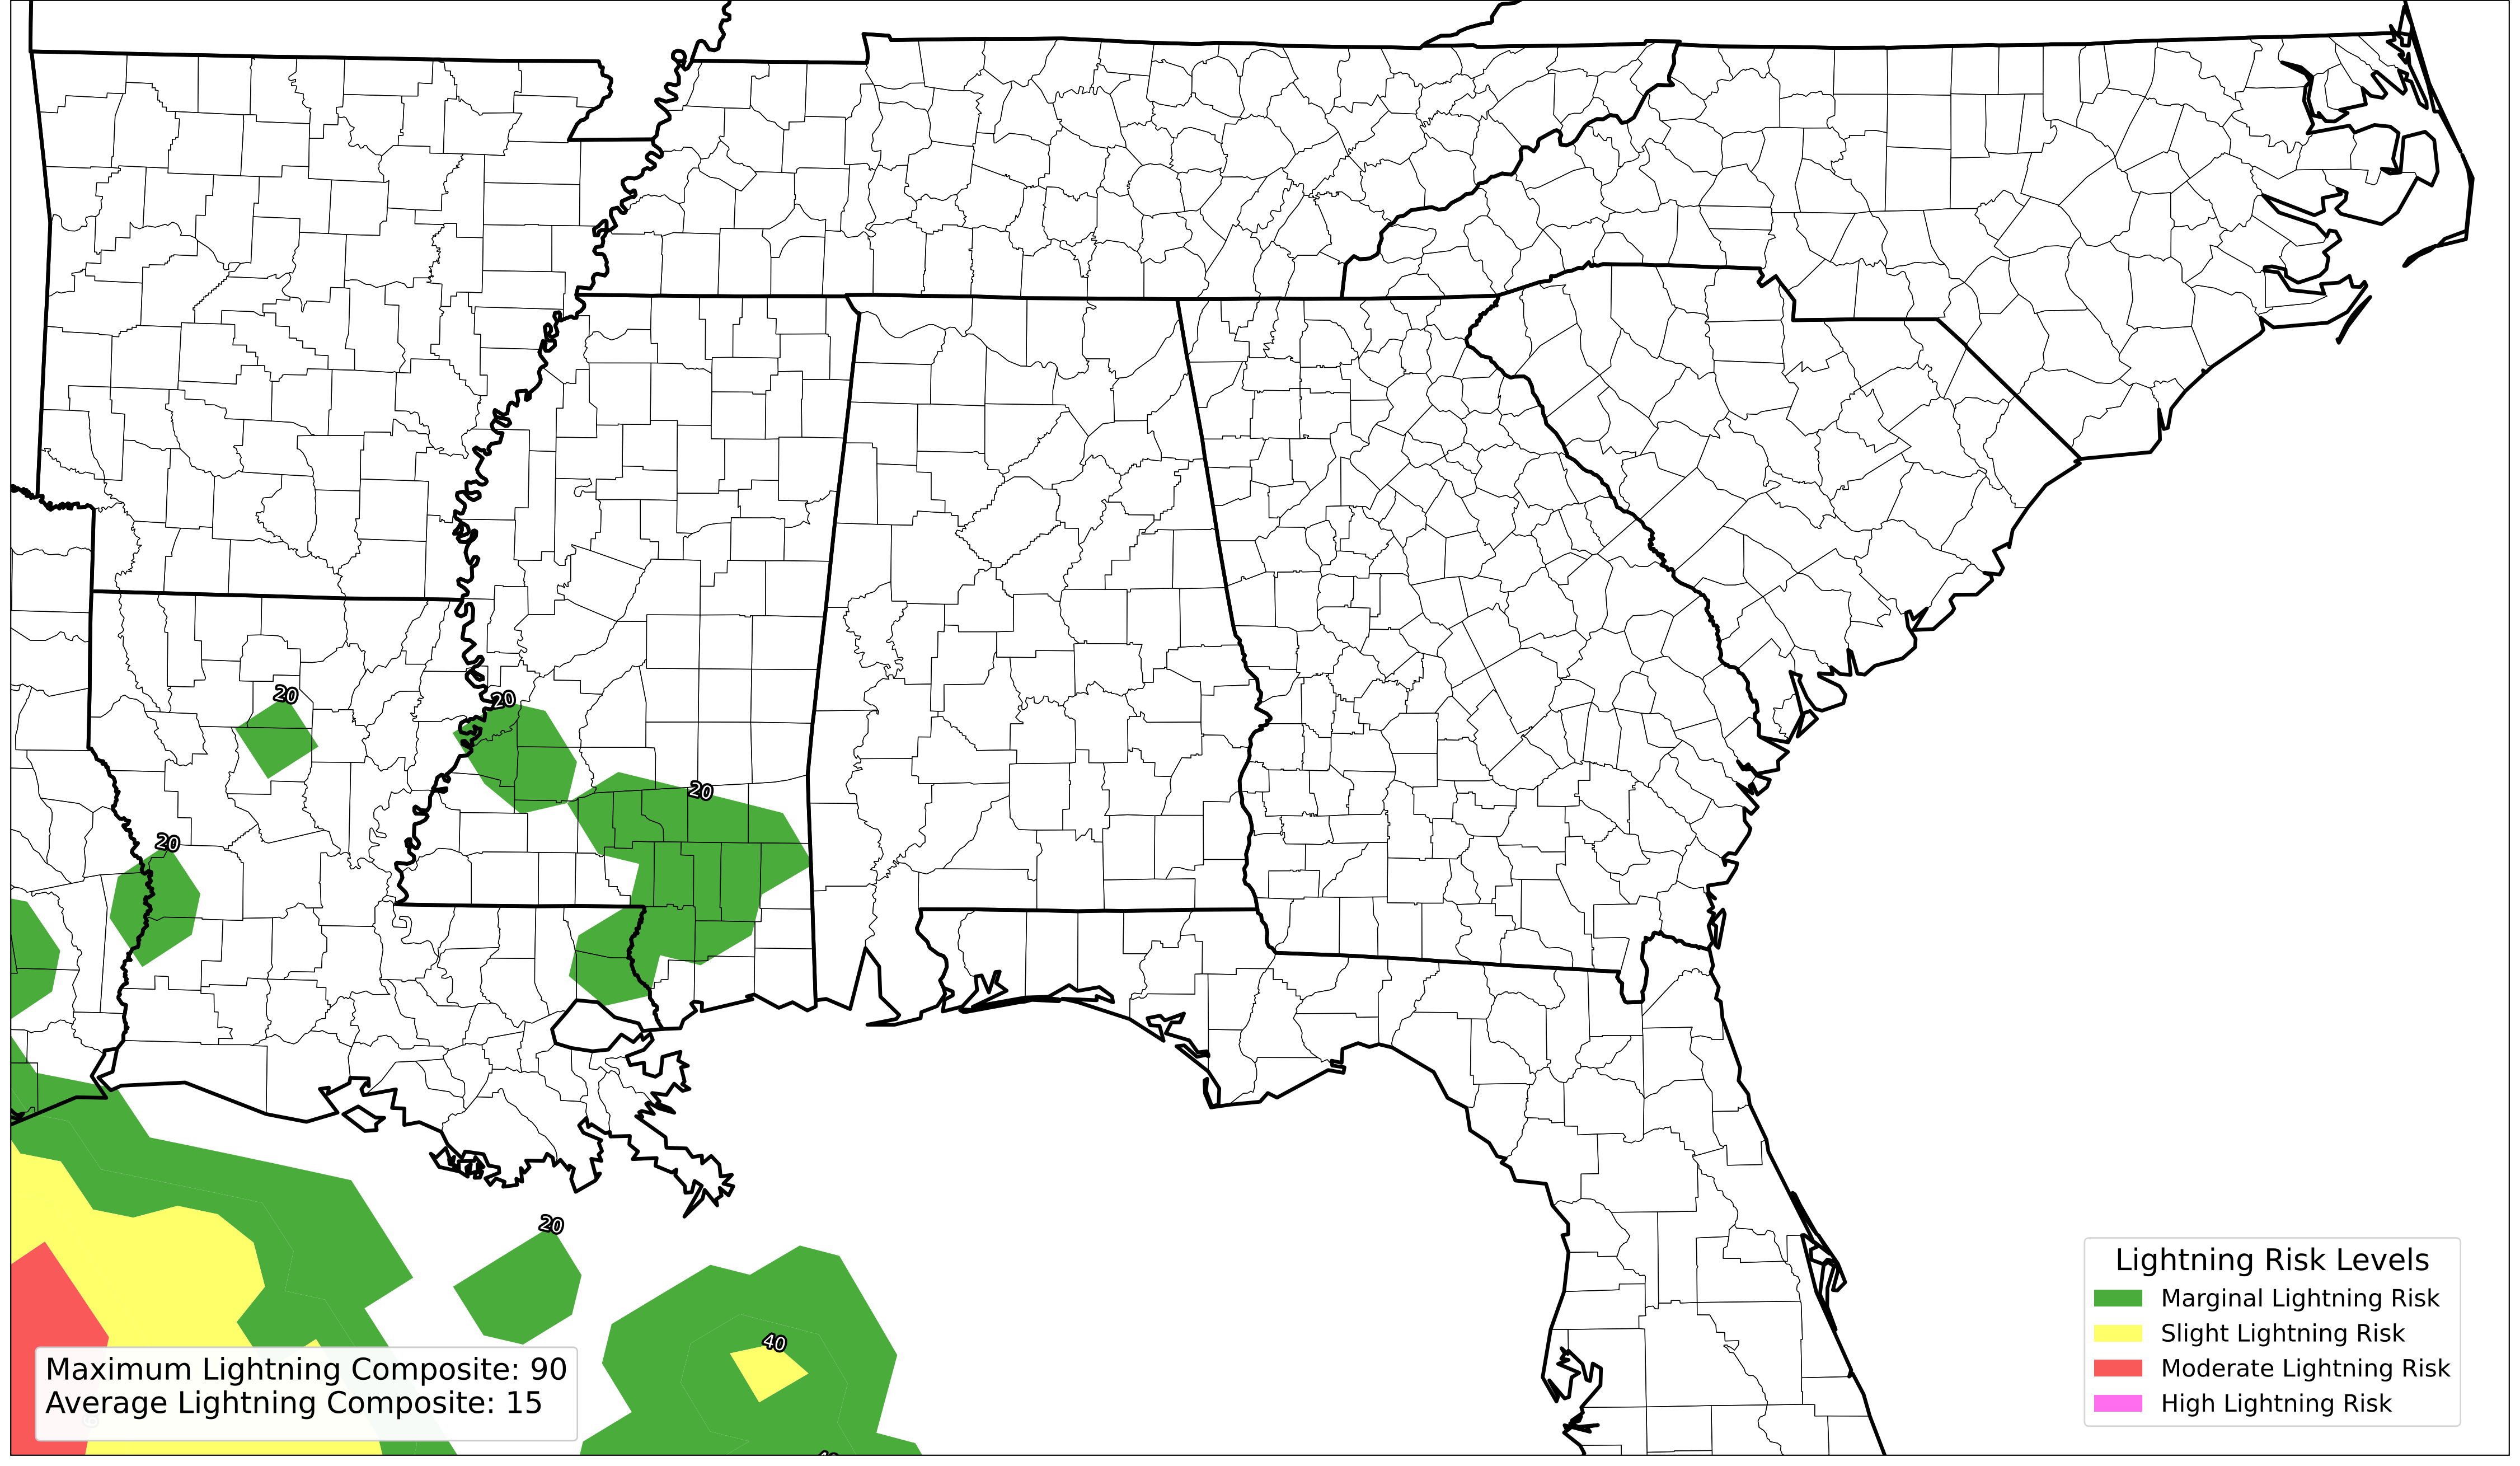 20
20
20
20
20
40
Maximum Lightning Composite: 90
Average Lightning Composite: 15
Lightning Risk Levels
Marginal Lightning Risk
Slight Lightning Risk
Moderate Lightning Risk
High Lightning Risk